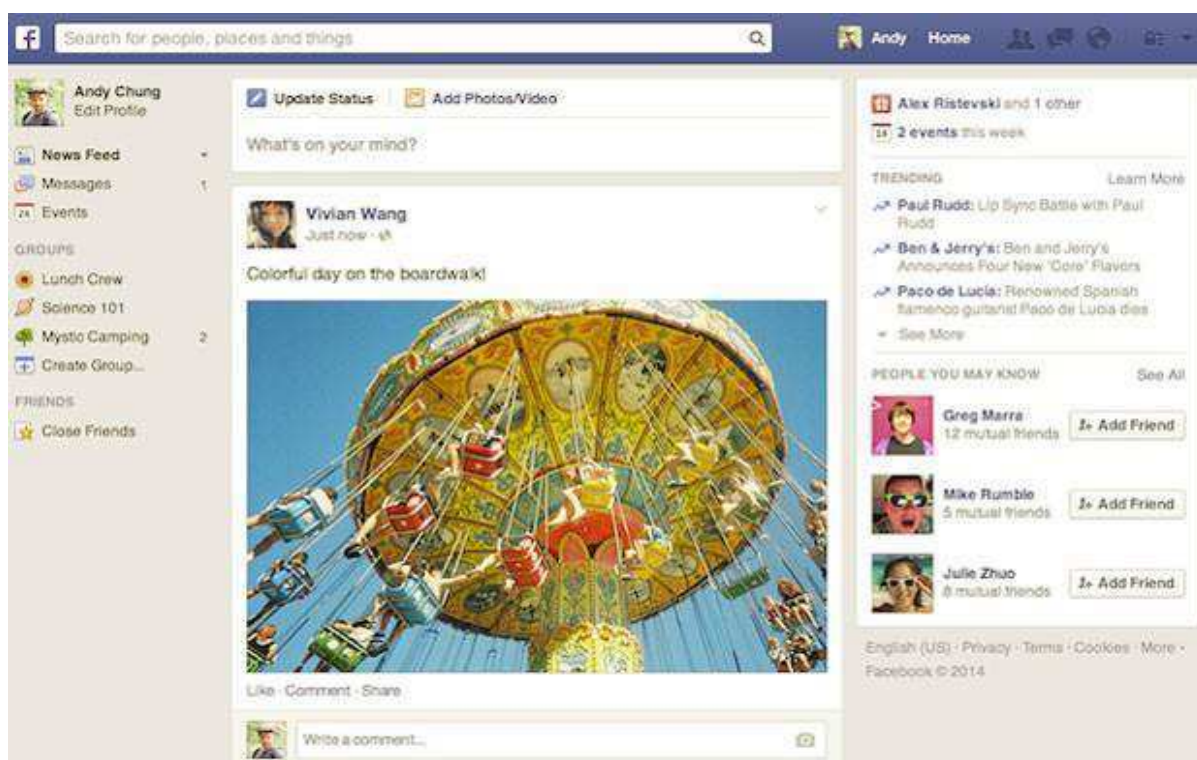 f
Search for people, places and things
Andy Home
Andy Chung
Edit Profile
News Feed
Messages 1
Events
GROUPS
Lunch Crew
Science 101
Mystic Camping 2
Create Group...
FRIENDS
Close Friends
Update Status
Add Photos/Video
What's on your mind?
Vivian Wang
Just now ·
Colorful day on the boardwalk!
Like · Comment · Share
Write a comment...
Alex Ristevski and 1 other
2 events this week
TRENDING Learn More
Paul Rudd: Lip Sync Battle with Paul
Rudd
Ben & Jerry's: Ben and Jerry's
Announces Four New 'Core' Flavors
Paco de Lucía: Renowned Spanish
flamenco guitarist Paco de Lucia dies
See More
PEOPLE YOU MAY KNOW See All
Greg Marra
12 mutual friends
Add Friend
Mike Rumble
5 mutual friends
Add Friend
Julie Zhuo
8 mutual friends
Add Friend
English (US) · Privacy · Terms · Cookies · More
Facebook © 2014